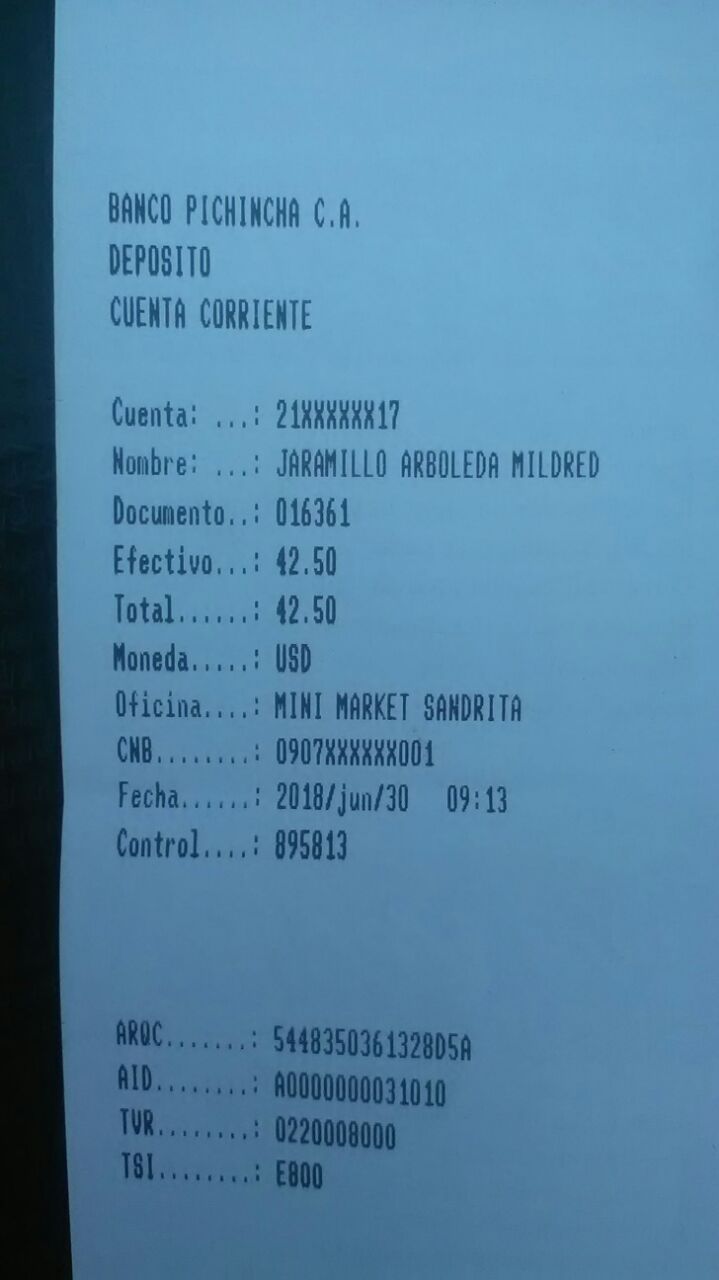 BANCO PICHINCHA C.A.
DEPOSITO
CUENTA CORRIENTE
Cuenta: ...: 21XXXXXX17
Nombre: ...: JARAMILLO ARBOLEDA MILDRED
Documento..: 016361
Efectivo...: 42.50
Total......: 42.50
Moneda.....: USD
Oficina....: MINI MARKET SANDRITA
CNB........: 0907XXXXXX001
Fecha......: 2018/jun/30 09:13
Control....: 895813
ARQC.......: 5448350361328D5A
AID........: A0000000031010
TVR........: 0220008000
TSI........: E800